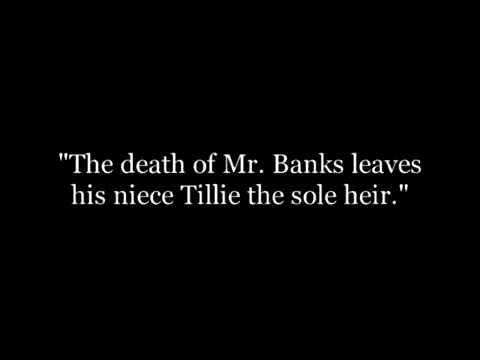 "The death of Mr. Banks leaves
his niece Tillie the sole heir."